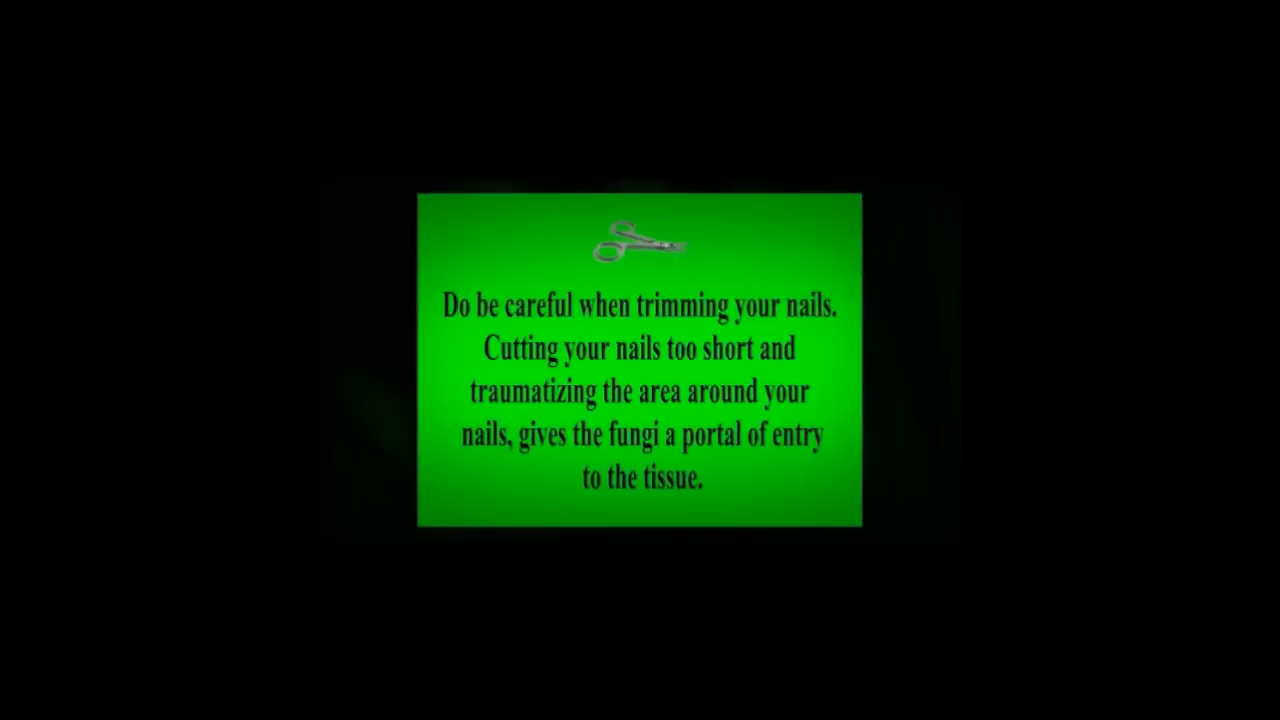 Do be careful when trimming your nails.
Cutting your nails too short and
traumatizing the area around your
nails, gives the fungi a portal of entry
to the tissue.